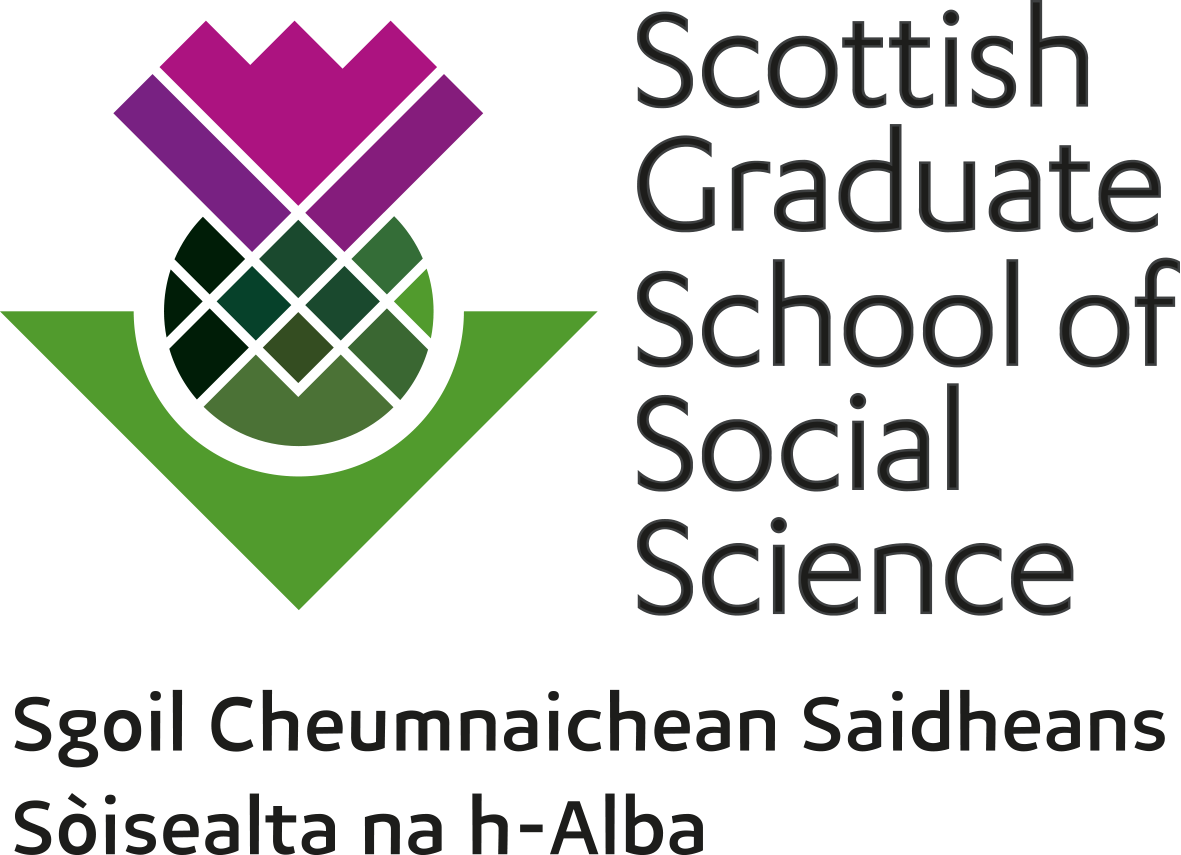 Scottish
Graduate
School of
Social
Science
Sgoil Cheumnaichean Saidheans
Sòisealta na h-Alba